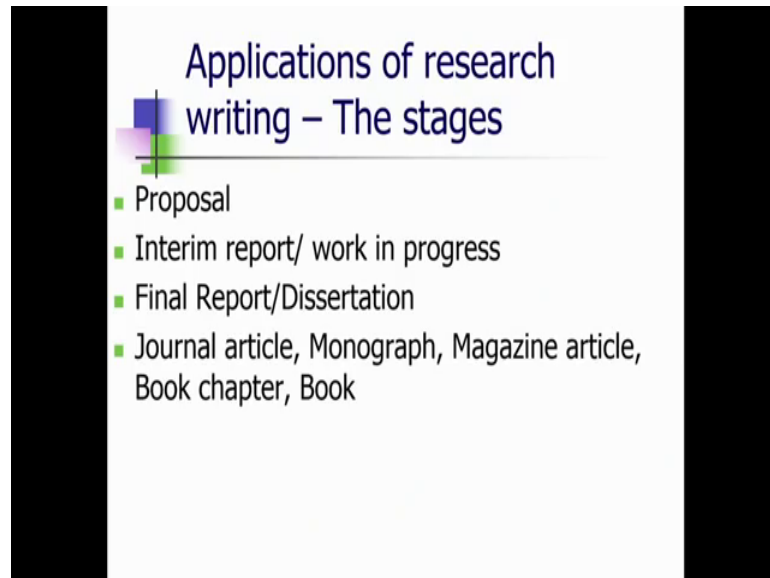 Applications of research
writing – The stages
Proposal
Interim report/ work in progress
Final Report/Dissertation
Journal article, Monograph, Magazine article,
Book chapter, Book